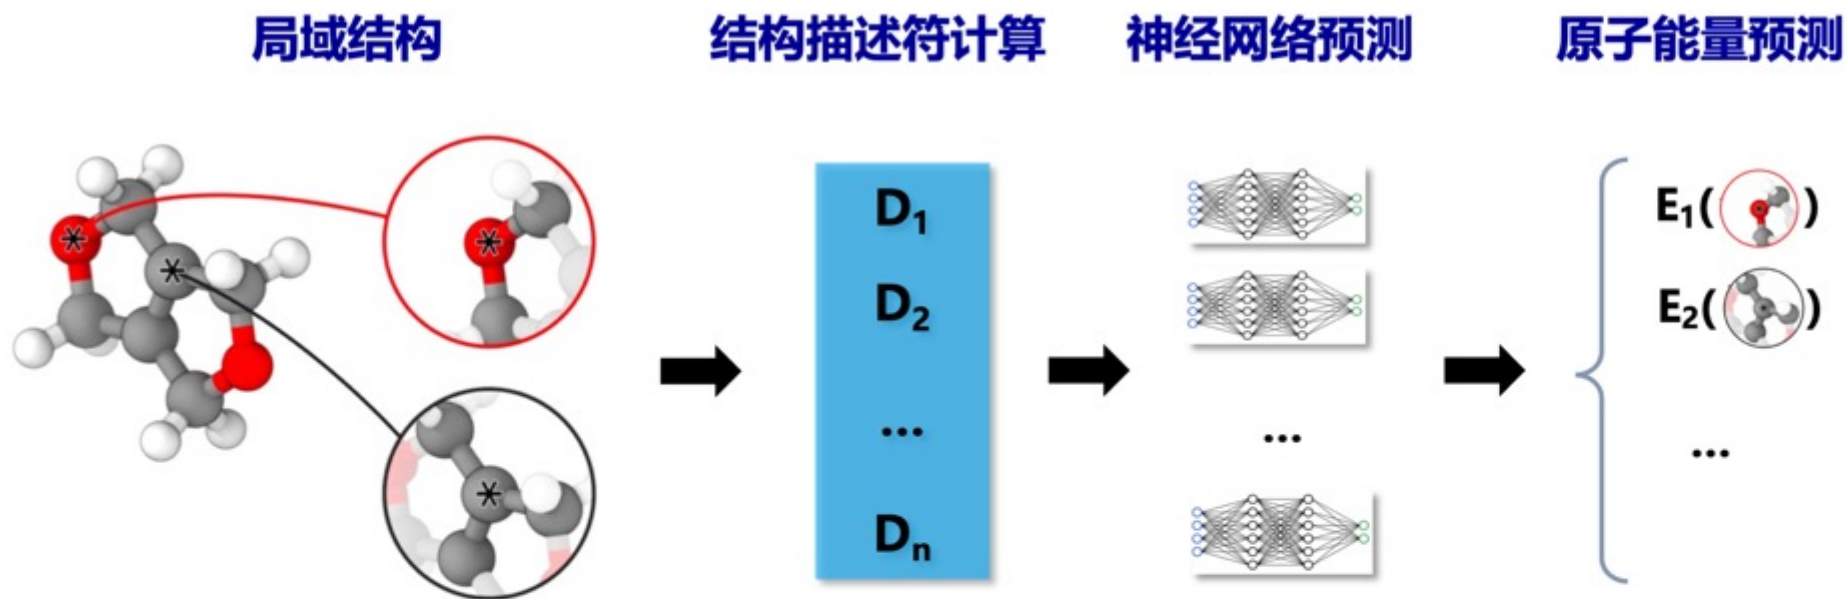 局域结构
结构描述符计算
神经网络预测
原子能量预测
*
*
*
*
D₁
D₂
...
Dₙ
...
E₁( )
E₂( )
...